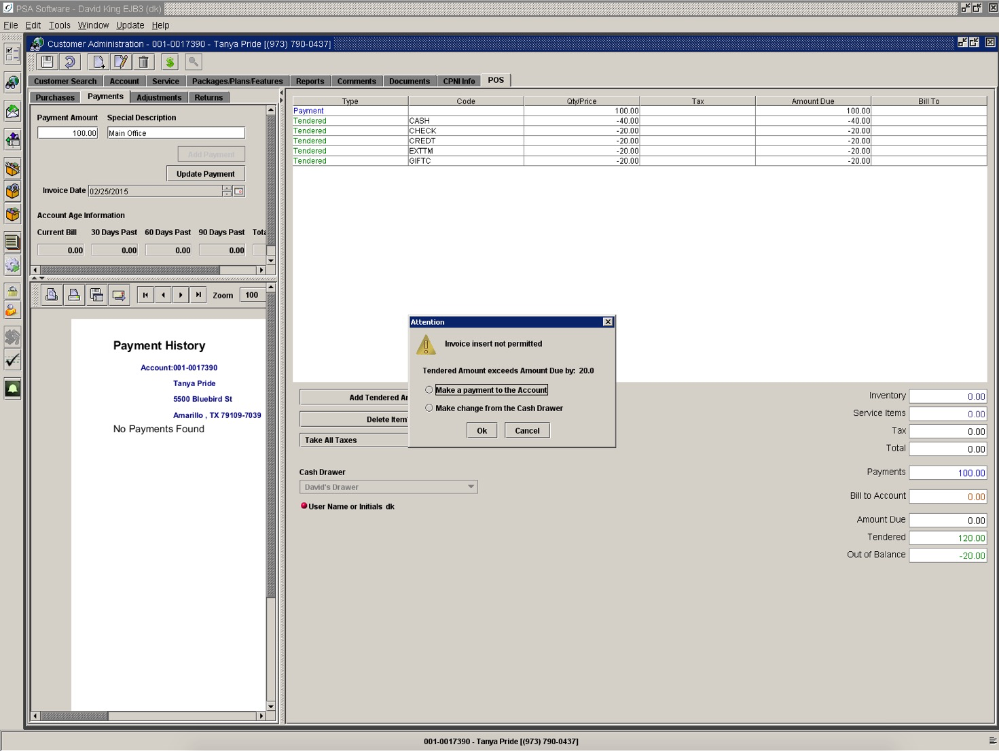 PSA Software - David King EJB3 (dk)
File Edit Tools Window Update Help
Customer Administration - 001-0017390 - Tanya Pride [(973) 790-0437]
Customer Search Account Service Packages/Plans/Features Reports Comments Documents CPNI Info POS
Purchases Payments Adjustments Returns
Payment Amount Special Description
100.00 Main Office
Add Payment
Update Payment
Invoice Date 02/25/2015
Account Age Information
Current Bill 30 Days Past 60 Days Past 90 Days Past Tota
0.00 0.00 0.00 0.00
Zoom 100
Payment History
Account:001-0017390
Tanya Pride
5500 Bluebird St
Amarillo , TX 79109-7039
No Payments Found
Type Code Qty/Price Tax Amount Due Bill To
Payment 100.00 100.00
Tendered CASH -40.00 -40.00
Tendered CHECK -20.00 -20.00
Tendered CREDT -20.00 -20.00
Tendered EXTTM -20.00 -20.00
Tendered GIFTC -20.00 -20.00
Attention
Invoice insert not permitted
Tendered Amount exceeds Amount Due by: 20.0
Make a payment to the Account
Make change from the Cash Drawer
Ok Cancel
Add Tendered Am
Delete Item
Take All Taxes
Cash Drawer
David's Drawer
User Name or Initials dk
Inventory 0.00
Service Items 0.00
Tax 0.00
Total 0.00
Payments 100.00
Bill to Account 0.00
Amount Due 0.00
Tendered 120.00
Out of Balance -20.00
001-0017390 - Tanya Pride [(973) 790-0437]